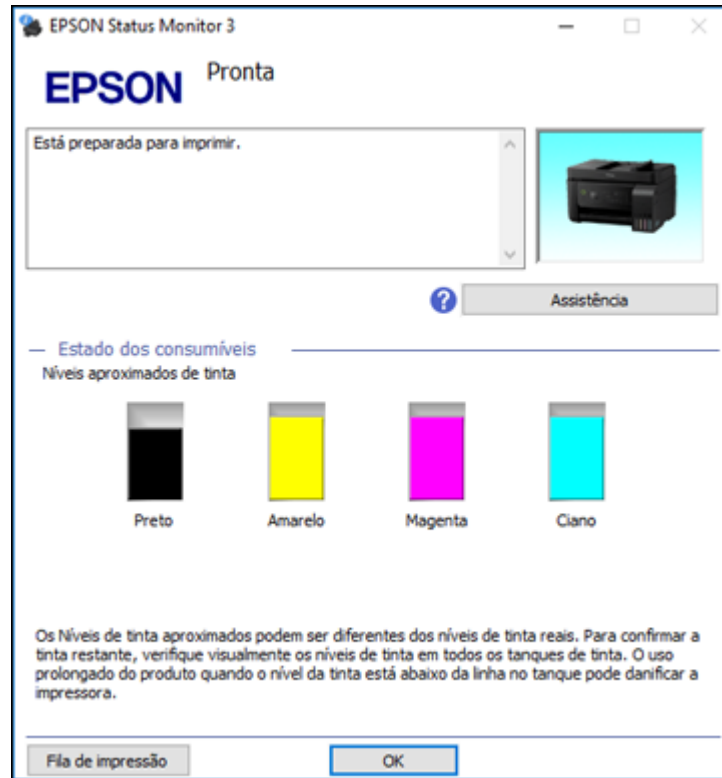 EPSON Status Monitor 3
EPSON
Pronta
Está preparada para imprimir.
?
Assistência
Estado dos consumíveis
Níveis aproximados de tinta
Preto
Amarelo
Magenta
Ciano
Os Níveis de tinta aproximados podem ser diferentes dos níveis de tinta reais. Para confirmar a
tinta restante, verifique visualmente os níveis de tinta em todos os tanques de tinta. O uso
prolongado do produto quando o nível da tinta está abaixo da linha no tanque pode danificar a
impressora.
Fila de impressão
OK